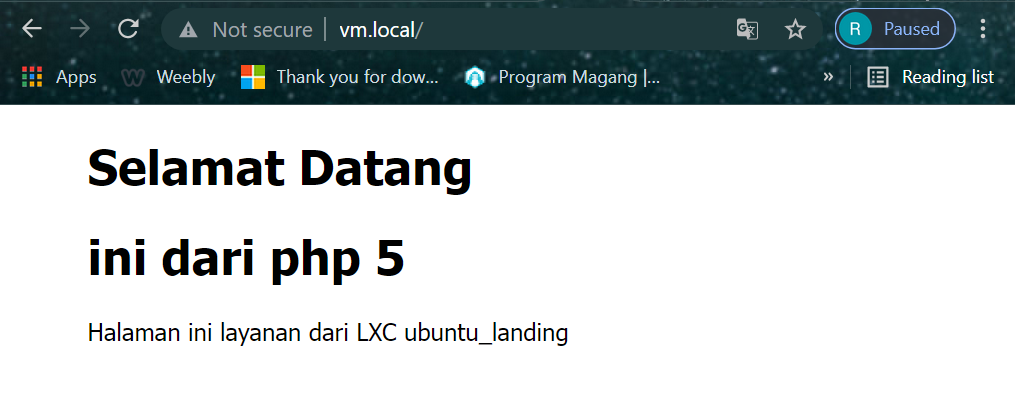 Not secure | vm.local/
R Paused
Apps Weebly Thank you for dow... Program Magang |... » Reading list
Selamat Datang
ini dari php 5
Halaman ini layanan dari LXC ubuntu_landing